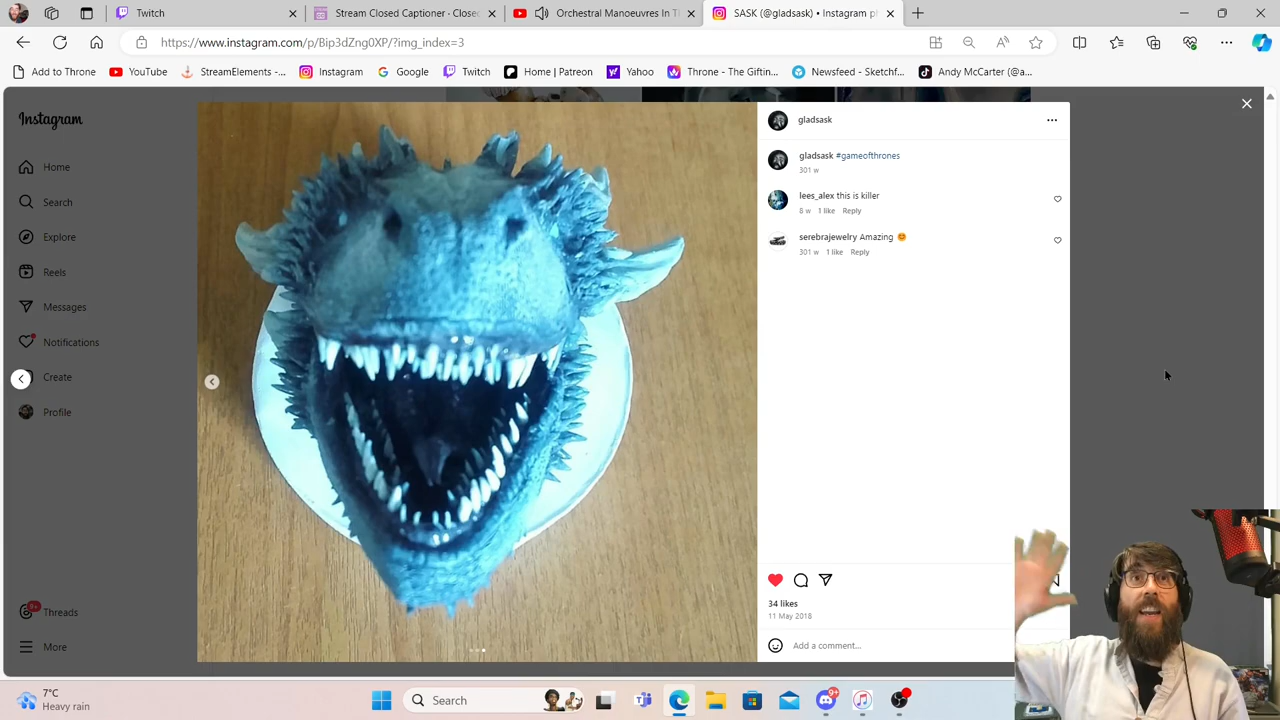 Twitch
Stream Closed Captioner - Closec
Orchestral Manoeuvres In T
SASK (@gladsask) • Instagram p
https://www.instagram.com/p/Bip3dZng0XP/?img_index=3
Add to Throne
YouTube
StreamElements -...
Instagram
Google
Twitch
Home | Patreon
Yahoo
Throne - The Giftin...
Newsfeed - Sketchf...
Andy McCarter (@a...
Instagram
Home
Search
Explore
Reels
Messages
Notifications
Create
Profile
9+
Threads
More
gladsask
gladsask #gameofthrones
301 w
lees_alex this is killer
8 w 1 like Reply
serebrajewelry Amazing 😊
301 w 1 like Reply
34 likes
11 May 2018
Add a comment...
7°C
Heavy rain
Search
9+